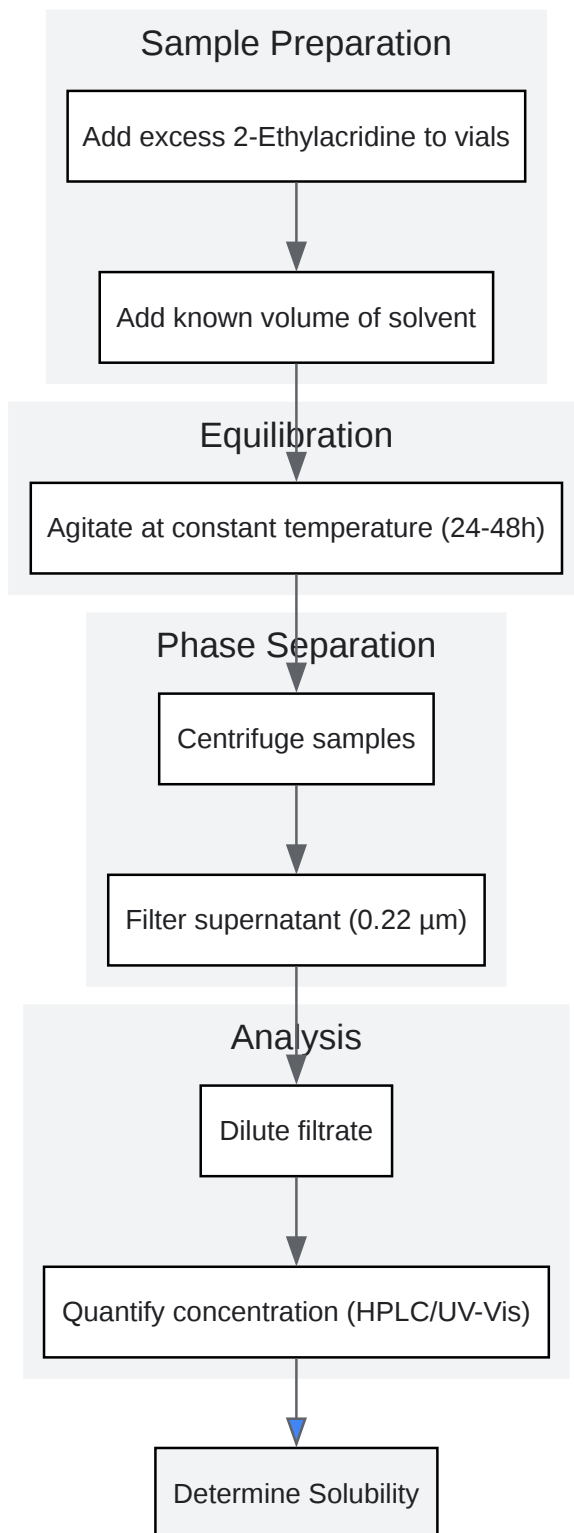 Sample Preparation
Add excess 2-Ethylacridine to vials
Add known volume of solvent
Equilibration
Agitate at constant temperature (24-48h)
Phase Separation
Centrifuge samples
Filter supernatant (0.22 µm)
Analysis
Dilute filtrate
Quantify concentration (HPLC/UV-Vis)
Determine Solubility